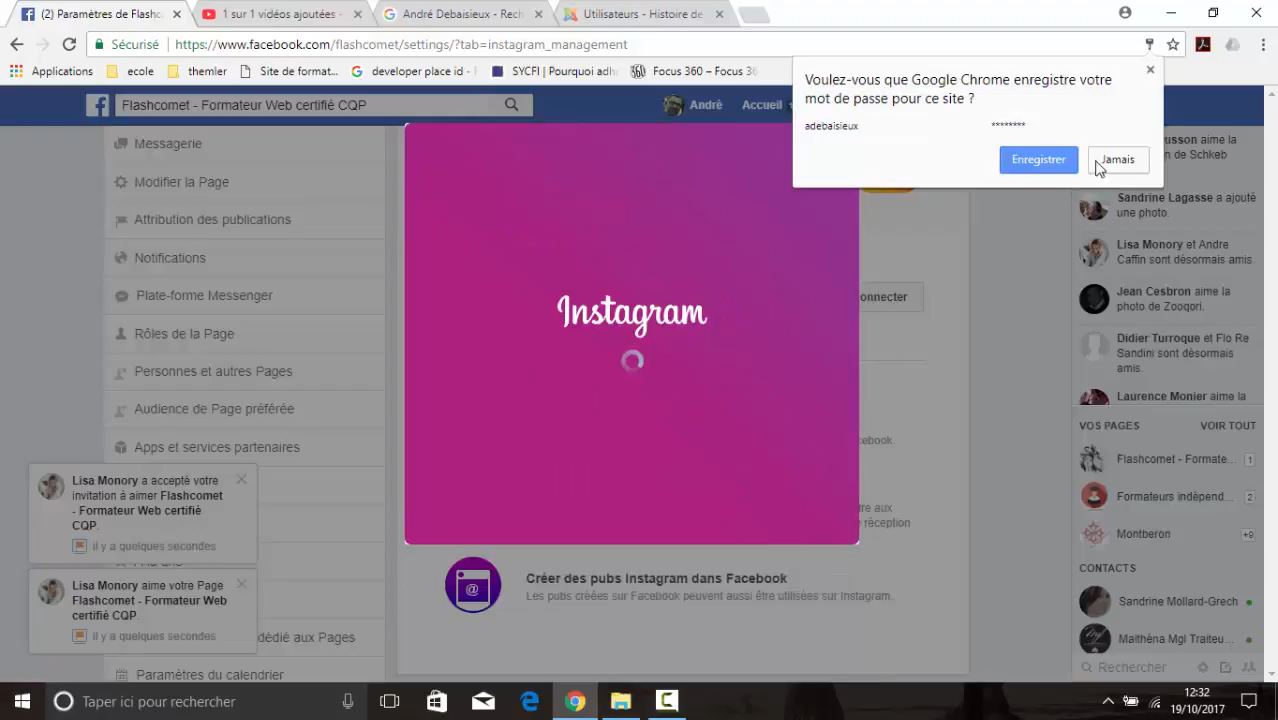 (2) Paramètres de Flashc
1 sur 1 vidéos ajoutées -
André Debaisieux - Rech
Utilisateurs - Histoire de
Sécurisé
https://www.facebook.com/flashcomet/settings/?tab=instagram_management
Applications
ecole
themler
Site de format...
developer place id -
SYCFI | Pourquoi adh
Focus 360 – Focus 36
Voulez-vous que Google Chrome enregistre votre
mot de passe pour ce site ?
adebaisieux
********
Enregistrer
Jamais
Flashcomet - Formateur Web certifié CQP
Andrè
Accueil
Messagerie
Modifier la Page
Attribution des publications
Notifications
Plate-forme Messenger
Rôles de la Page
Personnes et autres Pages
Audience de Page préférée
Apps et services partenaires
dédié aux Pages
Paramètres du calendrier
Lisa Monory a accepté votre
invitation à aimer Flashcomet
- Formateur Web certifié
CQP.
il y a quelques secondes
Lisa Monory aime votre Page
Flashcomet - Formateur Web
certifié CQP.
il y a quelques secondes
Instagram
onnecter
cebook.
re aux
réception
Créer des pubs Instagram dans Facebook
Les pubs créées sur Facebook peuvent aussi être utilisées sur Instagram.
usson aime la
n de Schkeb
Sandrine Lagasse a ajouté
une photo.
Lisa Monory et Andre
Caffin sont désormais amis.
Jean Cesbron aime la
photo de Zooqori.
Didier Turroque et Flo Re
Sandini sont désormais
amis.
Laurence Monier aime la
VOS PAGES
VOIR TOUT
Flashcomet - Formate...
1
Formateurs indépend...
2
Montberon
+9
CONTACTS
Sandrine Mollard-Grech
Maithéna Mgl Traiteu...
Rechercher
Taper ici pour rechercher
12:32
19/10/2017